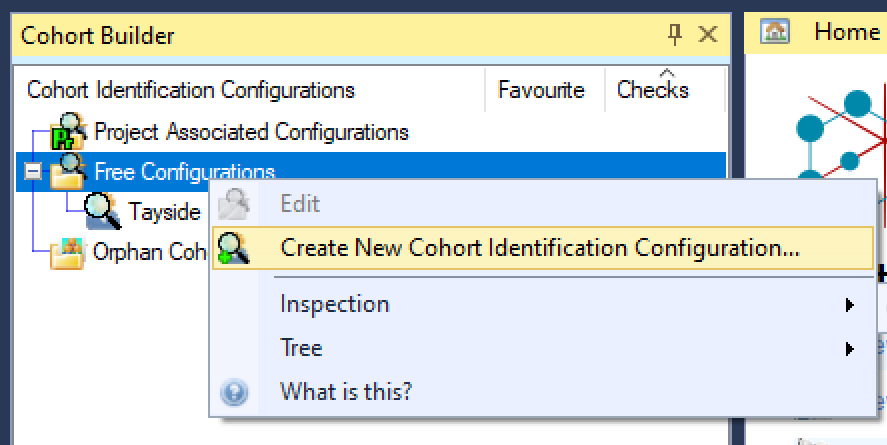 Cohort Builder
Home
Cohort Identification Configurations Favourite Checks
Project Associated Configurations
Free Configurations
Tayside
Edit
Create New Cohort Identification Configuration...
Orphan Coh
Inspection
Tree
What is this?